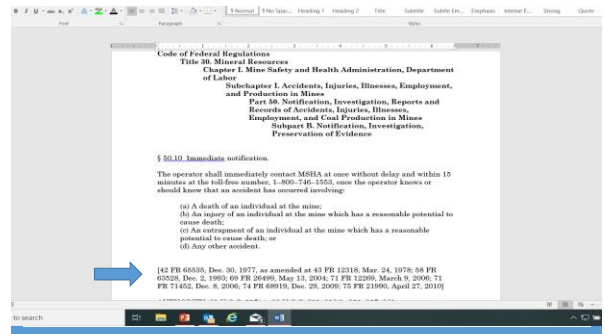 Normal
No Spac...
Heading 1
Heading 2
Title
Subtitle
Subtle Em...
Emphasis
Intense E...
Strong
Quote
Font
Paragraph
Styles
Code of Federal Regulations
Title 30. Mineral Resources
Chapter I. Mine Safety and Health Administration, Department
of Labor
Subchapter I. Accidents, Injuries, Illnesses, Employment,
and Production in Mines
Part 50. Notification, Investigation, Reports and
Records of Accidents, Injuries, Illnesses,
Employment, and Coal Production in Mines
Subpart B. Notification, Investigation,
Preservation of Evidence
§ 50.10 Immediate notification.
The operator shall immediately contact MSHA at once without delay and within 15
minutes at the toll-free number, 1–800–746–1553, once the operator knows or
should know that an accident has occurred involving:
(a) A death of an individual at the mine;
(b) An injury of an individual at the mine which has a reasonable potential to
cause death;
(c) An entrapment of an individual at the mine which has a reasonable
potential to cause death; or
(d) Any other accident.
[42 FR 65535, Dec. 30, 1977, as amended at 43 FR 12318, Mar. 24, 1978; 58 FR
63528, Dec. 2, 1993; 69 FR 26499, May 13, 2004; 71 FR 12269, March 9, 2006; 71
FR 71452, Dec. 8, 2006; 74 FR 68919, Dec. 29, 2009; 75 FR 21990, April 27, 2010]
to search